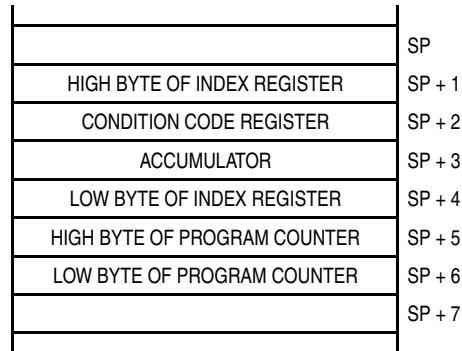 SP
HIGH BYTE OF INDEX REGISTER SP + 1
CONDITION CODE REGISTER SP + 2
ACCUMULATOR SP + 3
LOW BYTE OF INDEX REGISTER SP + 4
HIGH BYTE OF PROGRAM COUNTER SP + 5
LOW BYTE OF PROGRAM COUNTER SP + 6
SP + 7